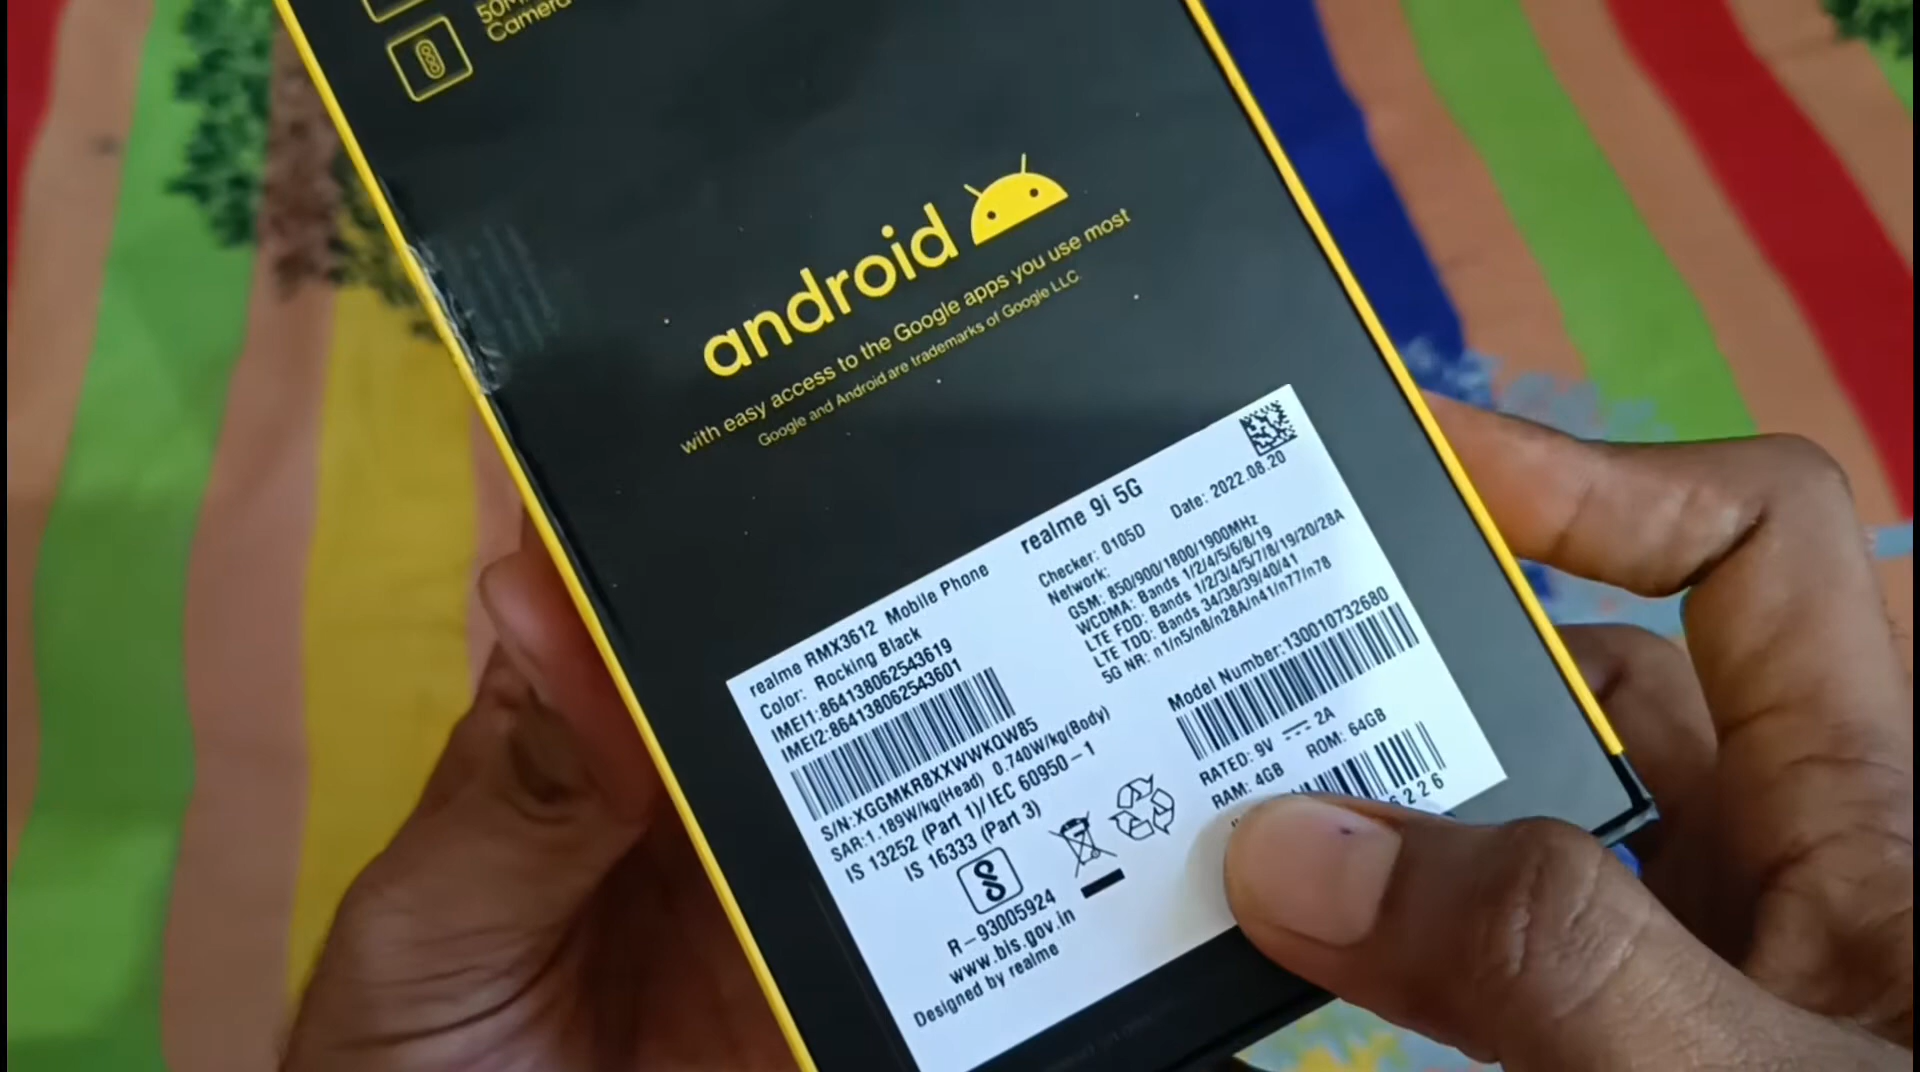 50M
Camera
android
with easy access to the Google apps you use most
Google and Android are trademarks of Google LLC.
realme RMX3612 Mobile Phone
realme 9i 5G
Color: Rocking Black
IMEI1:864138062543619
IMEI2:864138062543601
S/N:XGGMKR8XXWWKQW85
SAR:1.189W/kg(Head) 0.740W/kg(Body)
IS 13252 (Part 1)/ IEC 60950-1
IS 16333 (Part 3)
R-93005924
www.bis.gov.in
Designed by realme
Checker: 0105D
Date: 2022.08.20
Network:
GSM: 850/900/1800/1900MHz
WCDMA: Bands 1/2/4/5/6/8/19
LTE FDD: Bands 1/2/3/4/5/7/8/19/20/28A
LTE TDD: Bands 34/38/39/40/41
5G NR: n1/n5/n8/n28A/n41/n77/n78
Model Number:130010732680
RATED: 9V ⎓ 2A
RAM: 4GB ROM: 64GB
6226